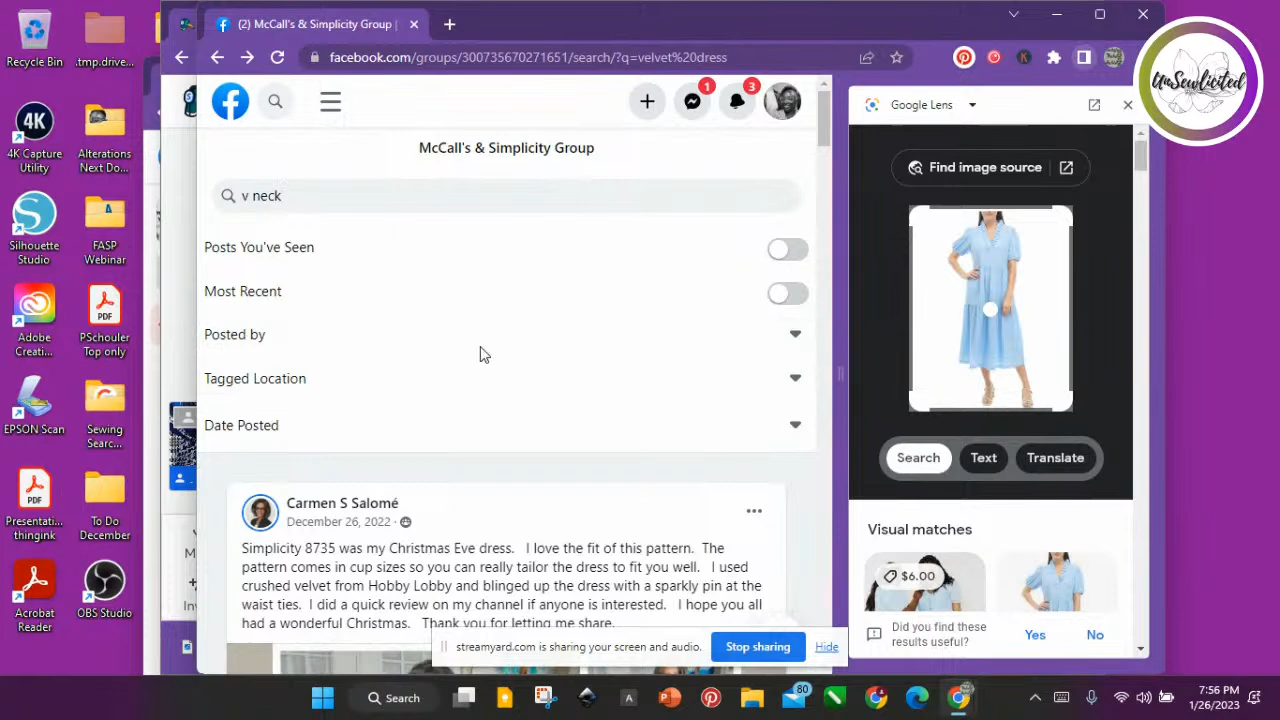 (2) McCall's & Simplicity Group |
facebook.com/groups/300735670271651/search/?q=velvet%20dress
UnSewlicited
Recycle Bin
.tmp.drive...
4K Capture Utility
Alterations Next Do...
Silhouette Studio
FASP Webinar
Adobe Creati...
PSchouler Top only
EPSON Scan
Sewing Searc...
Presentati... thingink
To Do December
Acrobat Reader
OBS Studio
1
3
McCall's & Simplicity Group
v neck
Posts You've Seen
Most Recent
Posted by
Tagged Location
Date Posted
Carmen S Salomé
December 26, 2022 ·
Simplicity 8735 was my Christmas Eve dress. I love the fit of this pattern. The
pattern comes in cup sizes so you can really tailor the dress to fit you well. I used
crushed velvet from Hobby Lobby and blinged up the dress with a sparkly pin at the
waist ties. I did a quick review on my channel if anyone is interested. I hope you all
had a wonderful Christmas. Thank you for letting me share.
streamyard.com is sharing your screen and audio.
Stop sharing
Hide
Google Lens
Find image source
Search
Text
Translate
Visual matches
$6.00
Did you find these
results useful?
Yes
No
Search
80
7:56 PM
1/26/2023